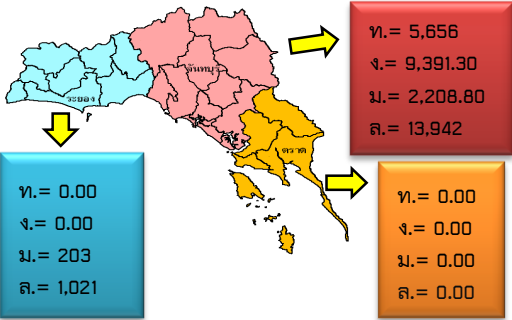 ท.= 5,656
ง.= 9,391.30
ม.= 2,208.80
ล.= 13,942
จันทบุรี
ระยอง
ตราด
ท.= 0.00
ง.= 0.00
ม.= 203
ล.= 1,021
ท.= 0.00
ง.= 0.00
ม.= 0.00
ล.= 0.00